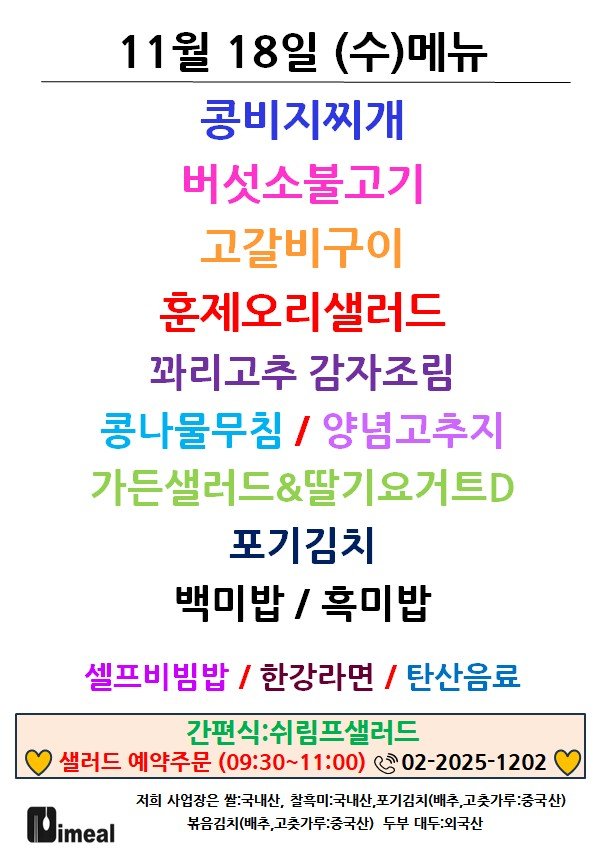 11월 18일 (수)메뉴
콩비지찌개
버섯소불고기
고갈비구이
훈제오리샐러드
꽈리고추 감자조림
콩나물무침 / 양념고추지
가든샐러드&딸기요거트D
포기김치
백미밥 / 흑미밥
셀프비빔밥 / 한강라면 / 탄산음료
간편식:쉬림프샐러드
샐러드 예약주문 (09:30~11:00) 02-2025-1202
저희 사업장은 쌀:국내산, 찰흑미:국내산,포기김치(배추,고춧가루:중국산)
볶음김치(배추,고춧가루:중국산) 두부 대두:외국산
Dimeal